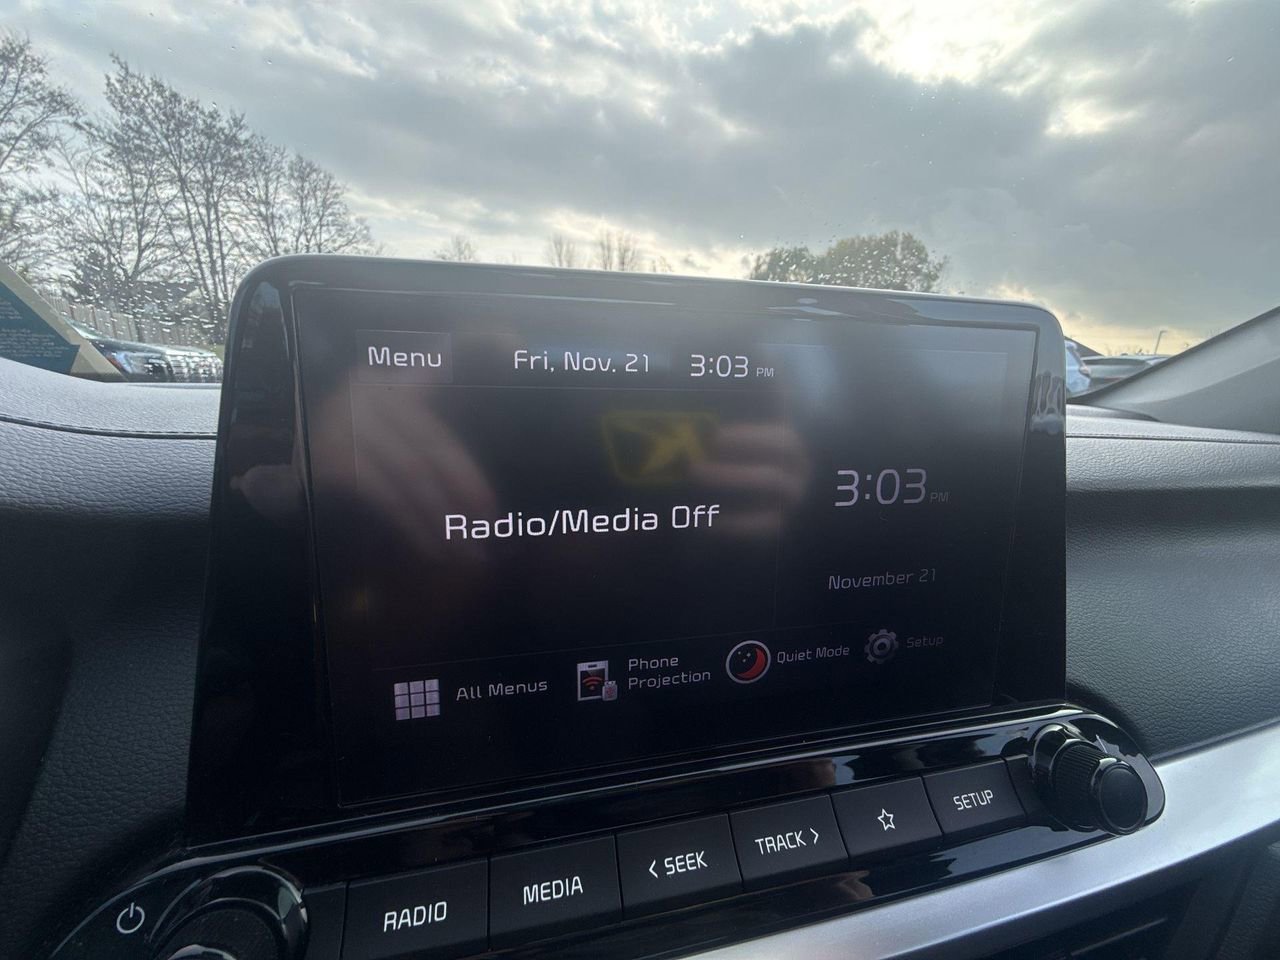 Menu
Fri, Nov. 21
3:03 PM
Radio/Media Off
3:03 PM
November 21
All Menus
Phone
Projection
Quiet Mode
Setup
RADIO
MEDIA
< SEEK
TRACK >
SETUP